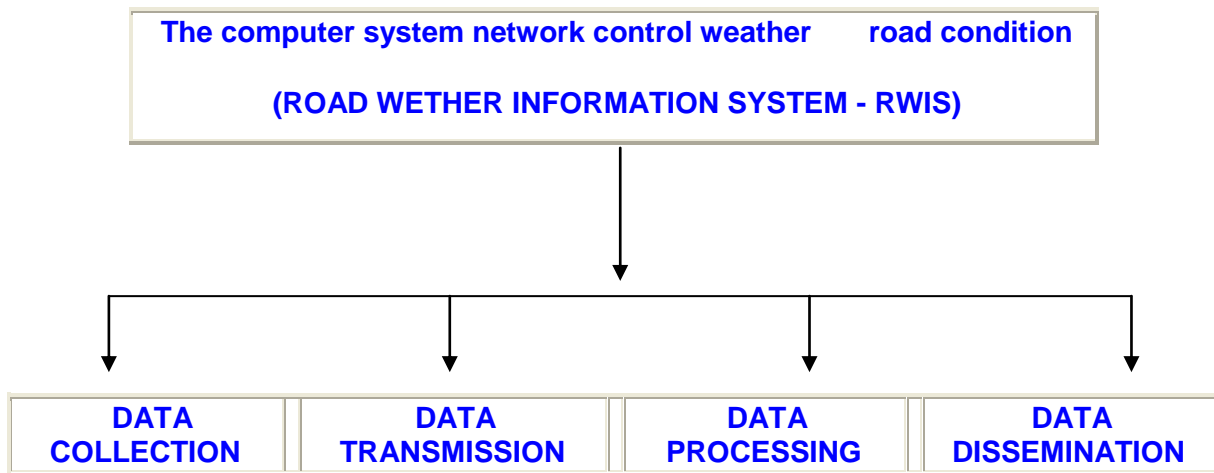 The computer system network control weather road condition
(ROAD WETHER INFORMATION SYSTEM - RWIS)
DATA COLLECTION
DATA TRANSMISSION
DATA PROCESSING
DATA DISSEMINATION